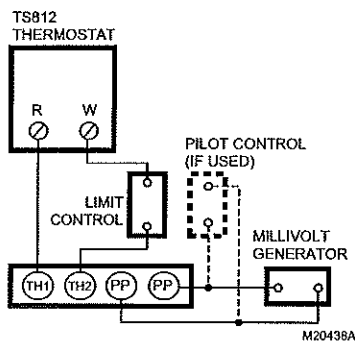 TS812
THERMOSTAT
R
W
PILOT CONTROL
(IF USED)
LIMIT
CONTROL
MILLIVOLT
GENERATOR
TH1
TH2
PP
PP
M20438A